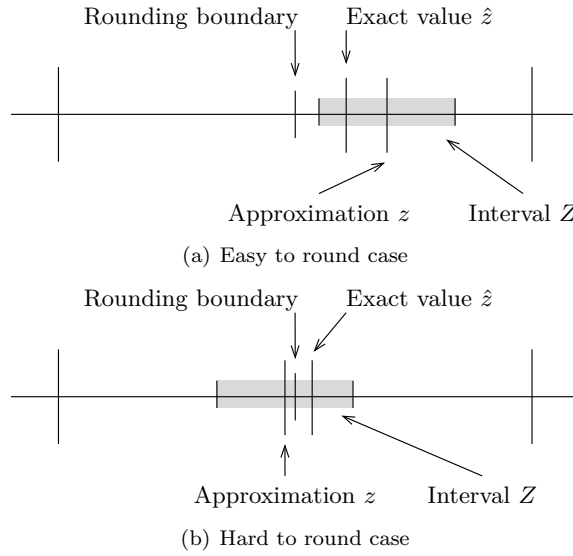 Rounding boundary Exact value ẑ
Approximation z Interval Z
(a) Easy to round case
Rounding boundary Exact value ẑ
Approximation z Interval Z
(b) Hard to round case